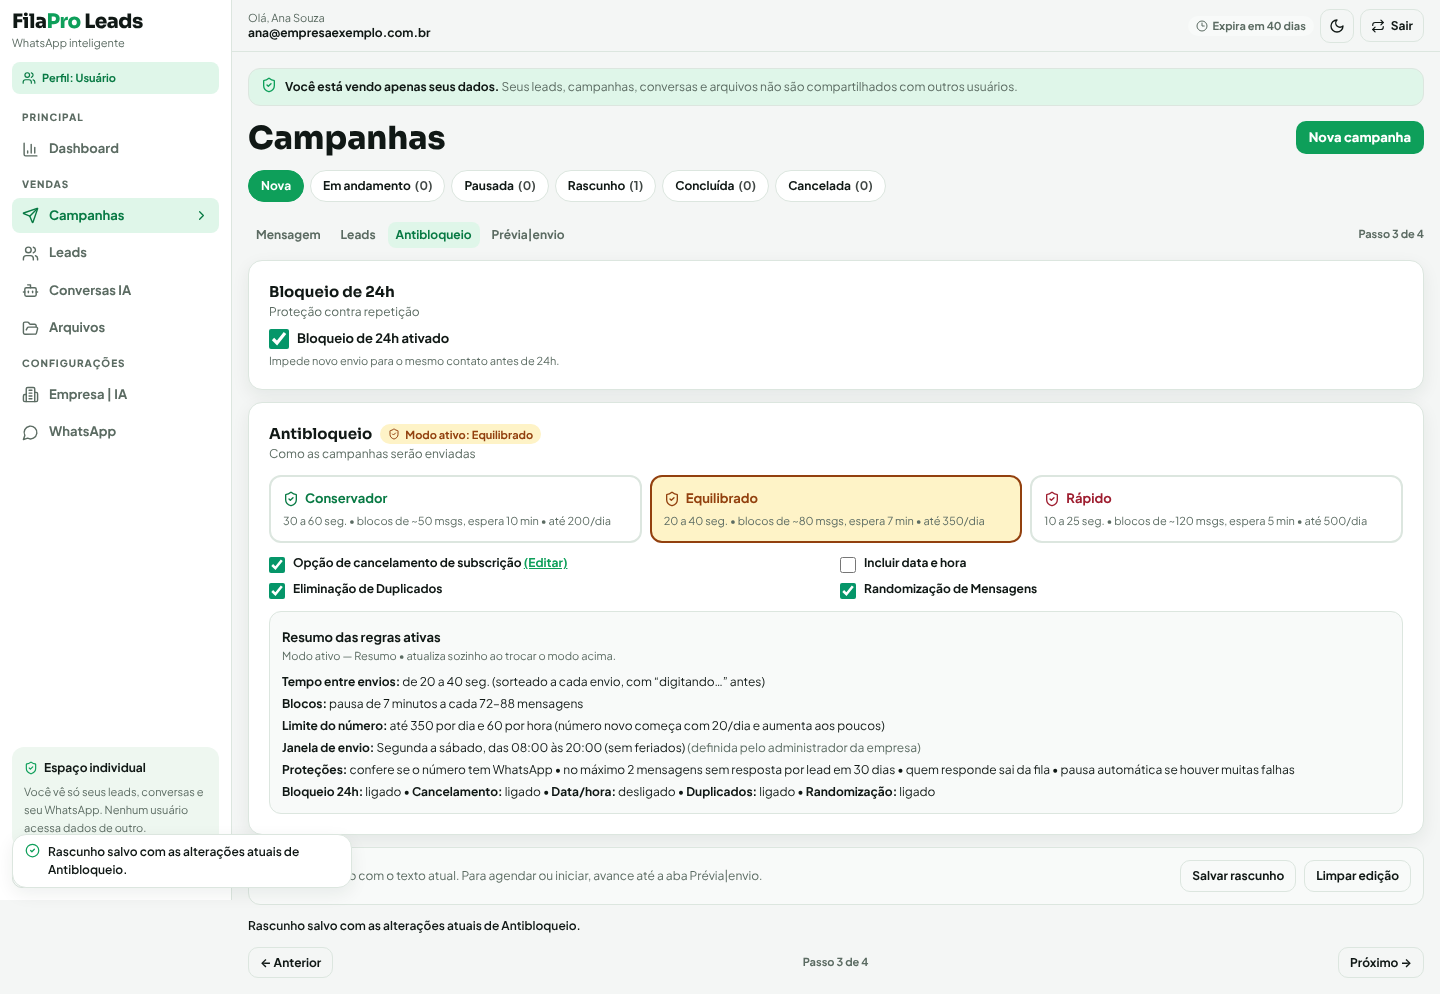 FilaPro Leads
WhatsApp inteligente
Perfil: Usuário
PRINCIPAL
Dashboard
VENDAS
Campanhas
Leads
Conversas IA
Arquivos
CONFIGURAÇÕES
Empresa | IA
WhatsApp
Espaço individual
Você vê só seus leads, conversas e
seu WhatsApp. Nenhum usuário
acessa dados de outro.
Olá, Ana Souza
ana@empresaexemplo.com.br
Expira em 40 dias
Sair
Você está vendo apenas seus dados. Seus leads, campanhas, conversas e arquivos não são compartilhados com outros usuários.
Campanhas
Nova campanha
Nova
Em andamento (0)
Pausada (0)
Rascunho (1)
Concluída (0)
Cancelada (0)
Mensagem
Leads
Antibloqueio
Prévia|envio
Passo 3 de 4
Bloqueio de 24h
Proteção contra repetição
Bloqueio de 24h ativado
Impede novo envio para o mesmo contato antes de 24h.
Antibloqueio
Modo ativo: Equilibrado
Como as campanhas serão enviadas
Conservador
30 a 60 seg. • blocos de ~50 msgs, espera 10 min • até 200/dia
Equilibrado
20 a 40 seg. • blocos de ~80 msgs, espera 7 min • até 350/dia
Rápido
10 a 25 seg. • blocos de ~120 msgs, espera 5 min • até 500/dia
Opção de cancelamento de subscrição (Editar)
Incluir data e hora
Eliminação de Duplicados
Randomização de Mensagens
Resumo das regras ativas
Modo ativo — Resumo • atualiza sozinho ao trocar o modo acima.
Tempo entre envios: de 20 a 40 seg. (sorteado a cada envio, com “digitando…” antes)
Blocos: pausa de 7 minutos a cada 72–88 mensagens
Limite do número: até 350 por dia e 60 por hora (número novo começa com 20/dia e aumenta aos poucos)
Janela de envio: Segunda a sábado, das 08:00 às 20:00 (sem feriados) (definida pelo administrador da empresa)
Proteções: confere se o número tem WhatsApp • no máximo 2 mensagens sem resposta por lead em 30 dias • quem responde sai da fila • pausa automática se houver muitas falhas
Bloqueio 24h: ligado • Cancelamento: ligado • Data/hora: desligado • Duplicados: ligado • Randomização: ligado
Rascunho salvo com as alterações atuais de
Antibloqueio.
com o texto atual. Para agendar ou iniciar, avance até a aba Prévia|envio.
Salvar rascunho
Limpar edição
Rascunho salvo com as alterações atuais de Antibloqueio.
← Anterior
Passo 3 de 4
Próximo →